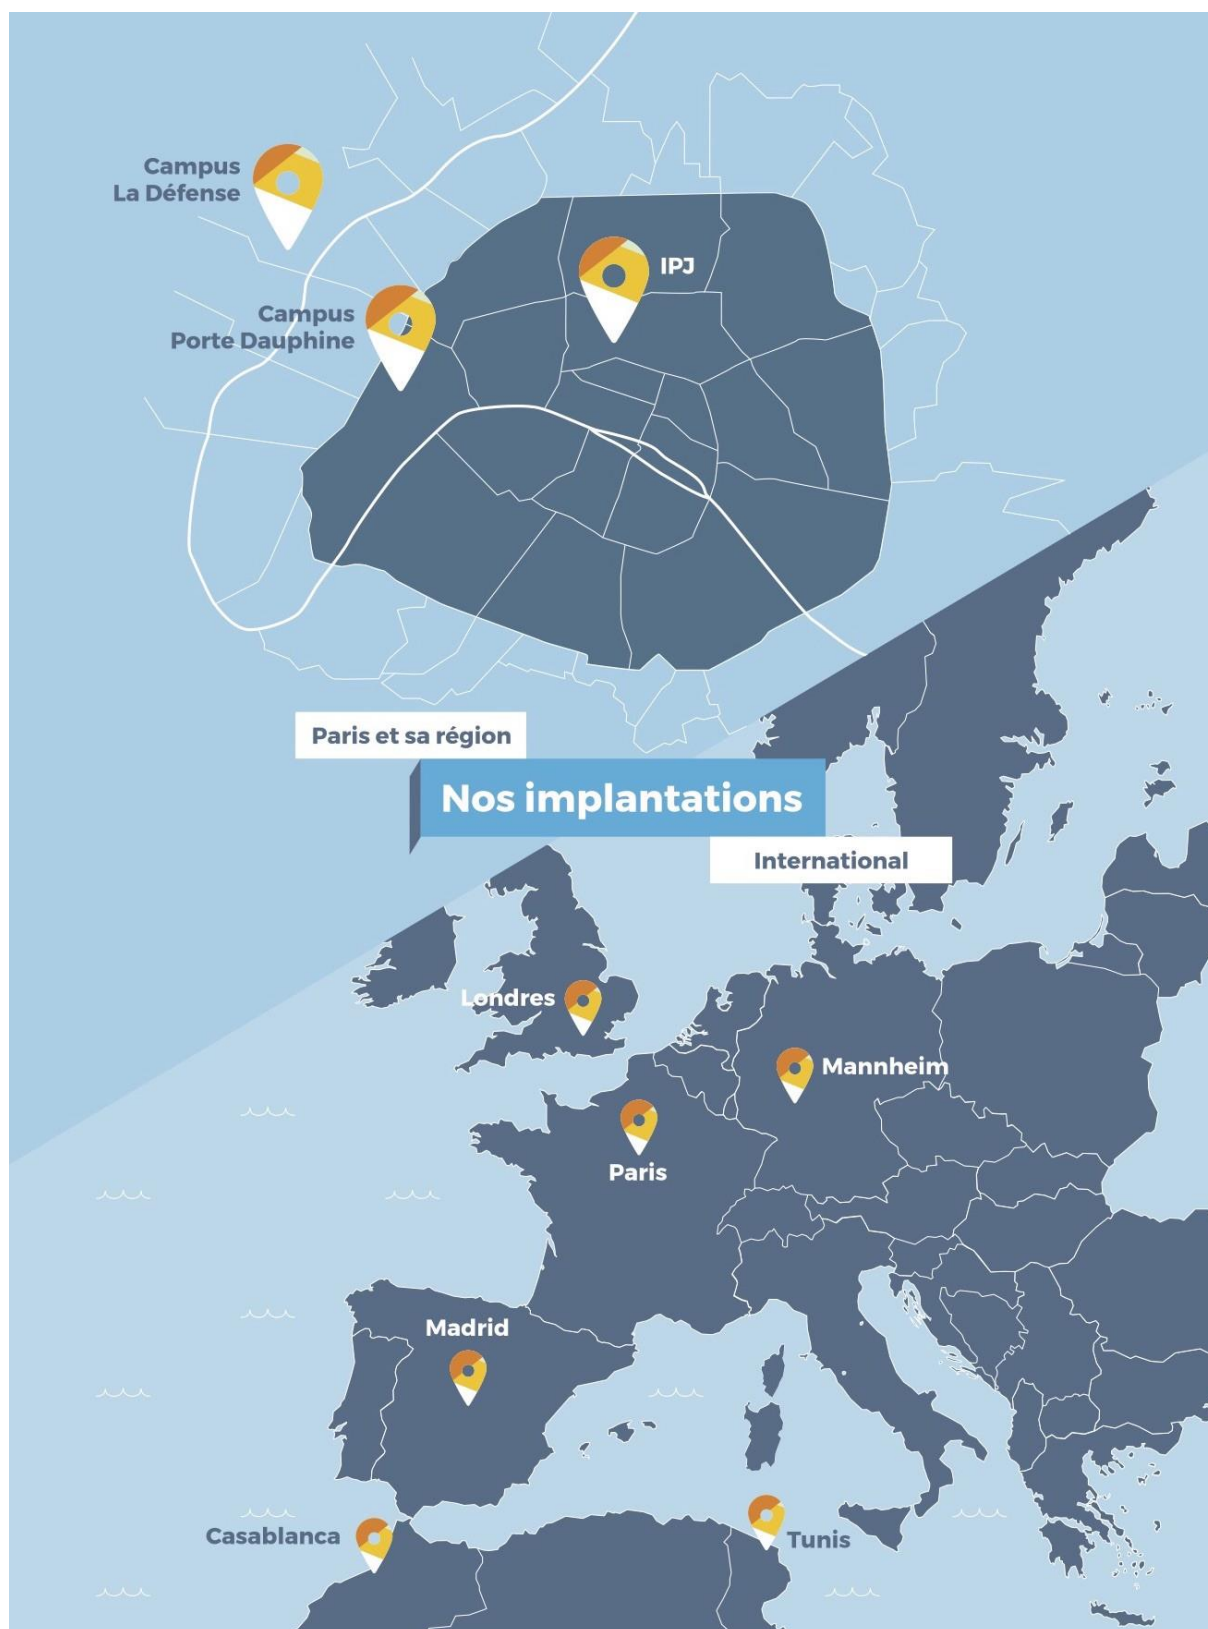 Campus
La Défense
IPJ
Campus
Porte Dauphine
Paris et sa région
Nos implantations
International
Londres
Mannheim
Paris
Madrid
Casablanca
Tunis